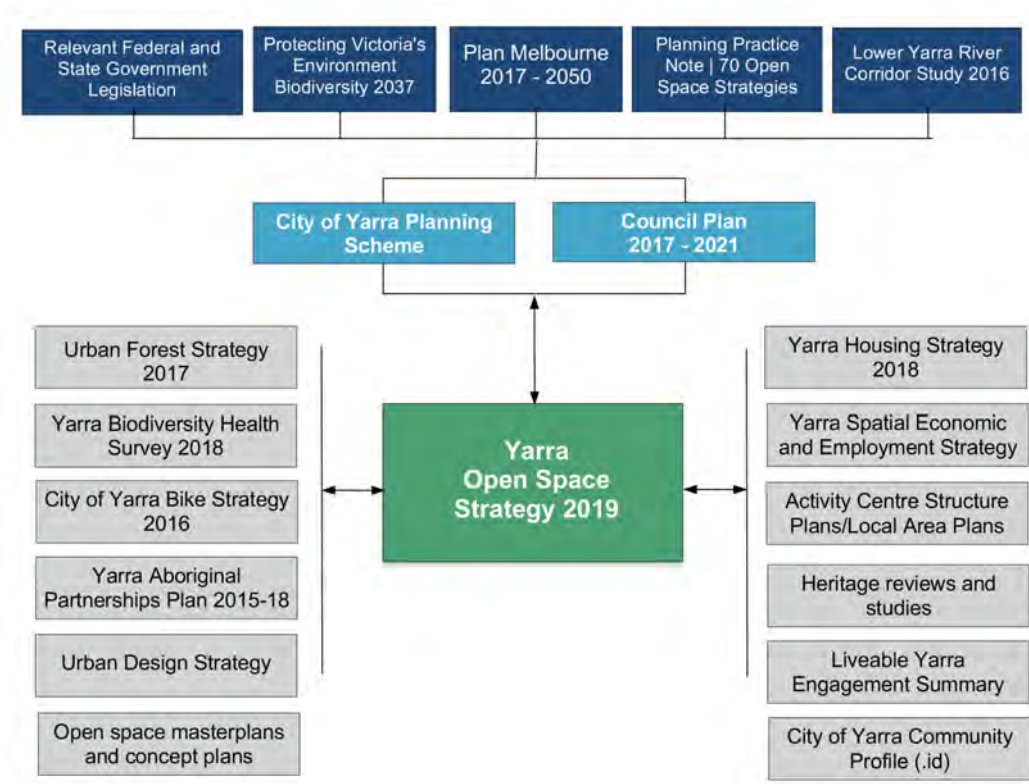 Relevant Federal and
State Government
Legislation
Protecting Victoria's
Environment
Biodiversity 2037
Plan Melbourne
2017 - 2050
Planning Practice
Note | 70 Open
Space Strategies
Lower Yarra River
Corridor Study 2016
City of Yarra Planning
Scheme
Council Plan
2017 - 2021
Urban Forest Strategy
2017
Yarra Biodiversity Health
Survey 2018
City of Yarra Bike Strategy
2016
Yarra Aboriginal
Partnerships Plan 2015-18
Urban Design Strategy
Open space masterplans
and concept plans
Yarra
Open Space
Strategy 2019
Yarra Housing Strategy
2018
Yarra Spatial Economic
and Employment Strategy
Activity Centre Structure
Plans/Local Area Plans
Heritage reviews and
studies
Liveable Yarra
Engagement Summary
City of Yarra Community
Profile (.id)